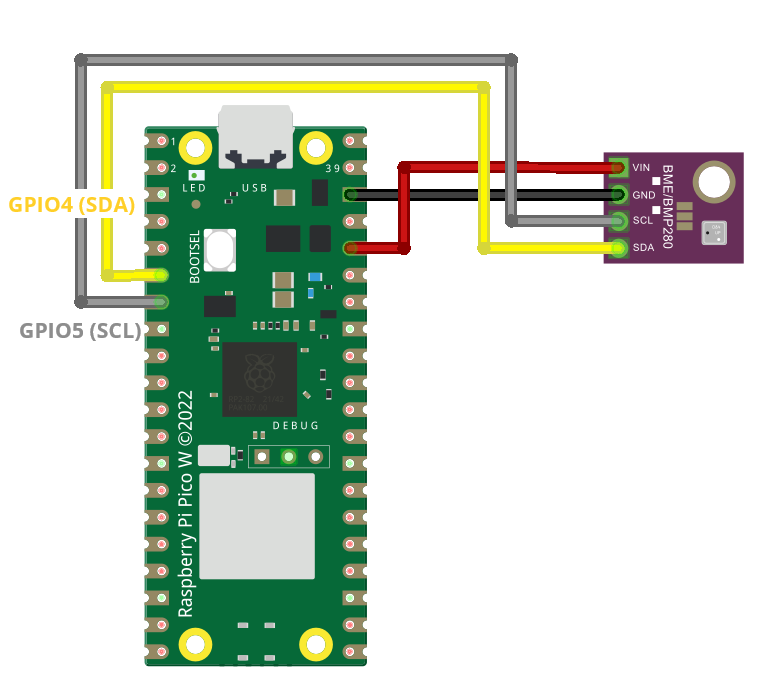 1
2
39
LED
USB
GPIO4 (SDA)
BOOTSEL
GPIO5 (SCL)
DEBUG
Raspberry Pi Pico W ©2022
VIN
GND
SCL
SDA
BME/BMP280